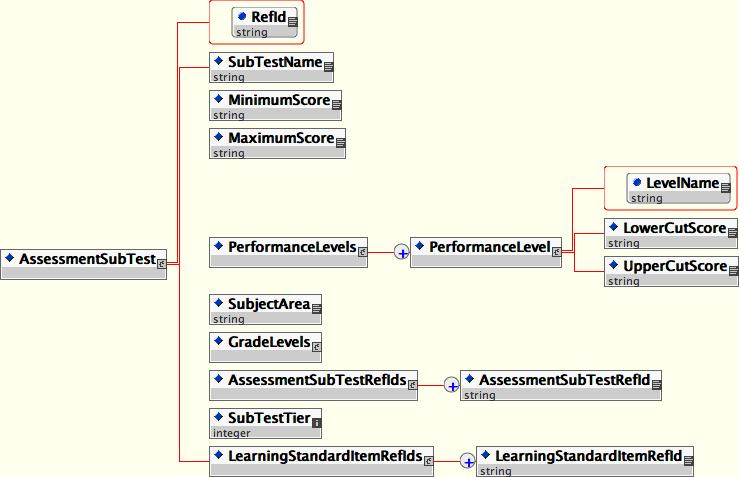 RefId
string
SubTestName
string
MinimumScore
string
MaximumScore
string
LevelName
string
LowerCutScore
string
AssessmentSubTest
PerformanceLevels
PerformanceLevel
UpperCutScore
string
SubjectArea
string
GradeLevels
AssessmentSubTestRefIds
AssessmentSubTestRefId
string
SubTestTier
integer
LearningStandardItemRefIds
LearningStandardItemRefId
string